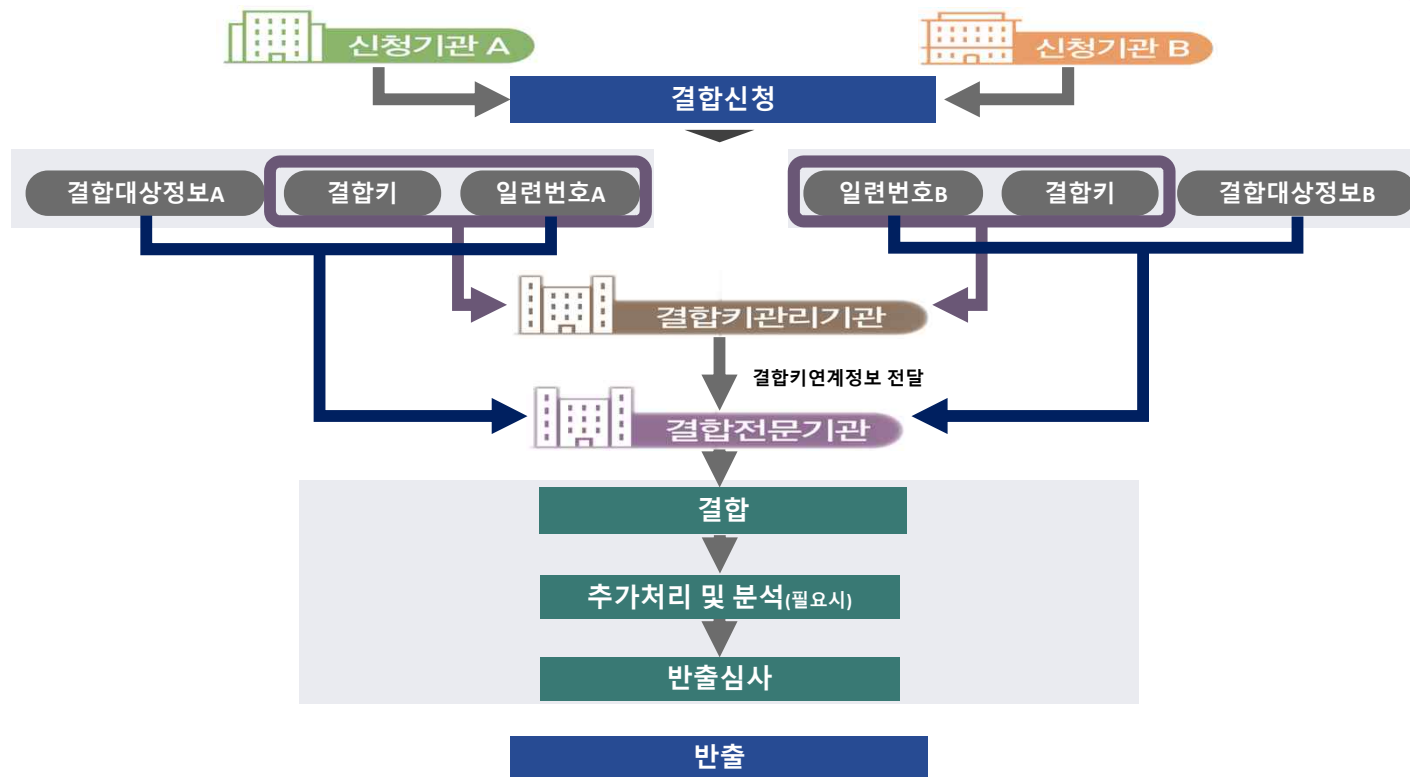 신청기관 A
신청기관 B
결합신청
결합대상정보A
결합키
일련번호A
일련번호B
결합키
결합대상정보B
결합키관리기관
결합키연계정보 전달
결합전문기관
결합
추가처리 및 분석(필요시)
반출심사
반출